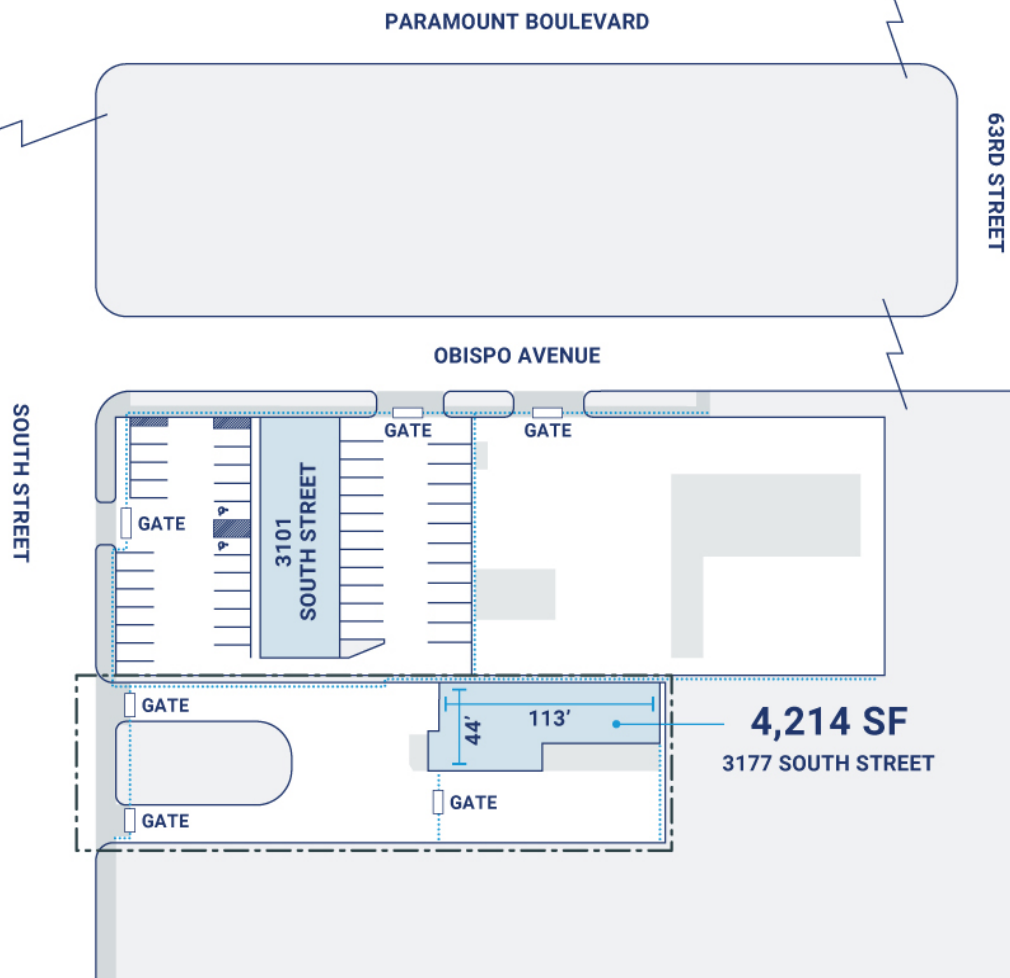 PARAMOUNT BOULEVARD
63RD STREET
OBISPO AVENUE
SOUTH STREET
GATE
GATE
GATE
3101
SOUTH STREET
GATE
113’
44’
4,214 SF
3177 SOUTH STREET
GATE
GATE